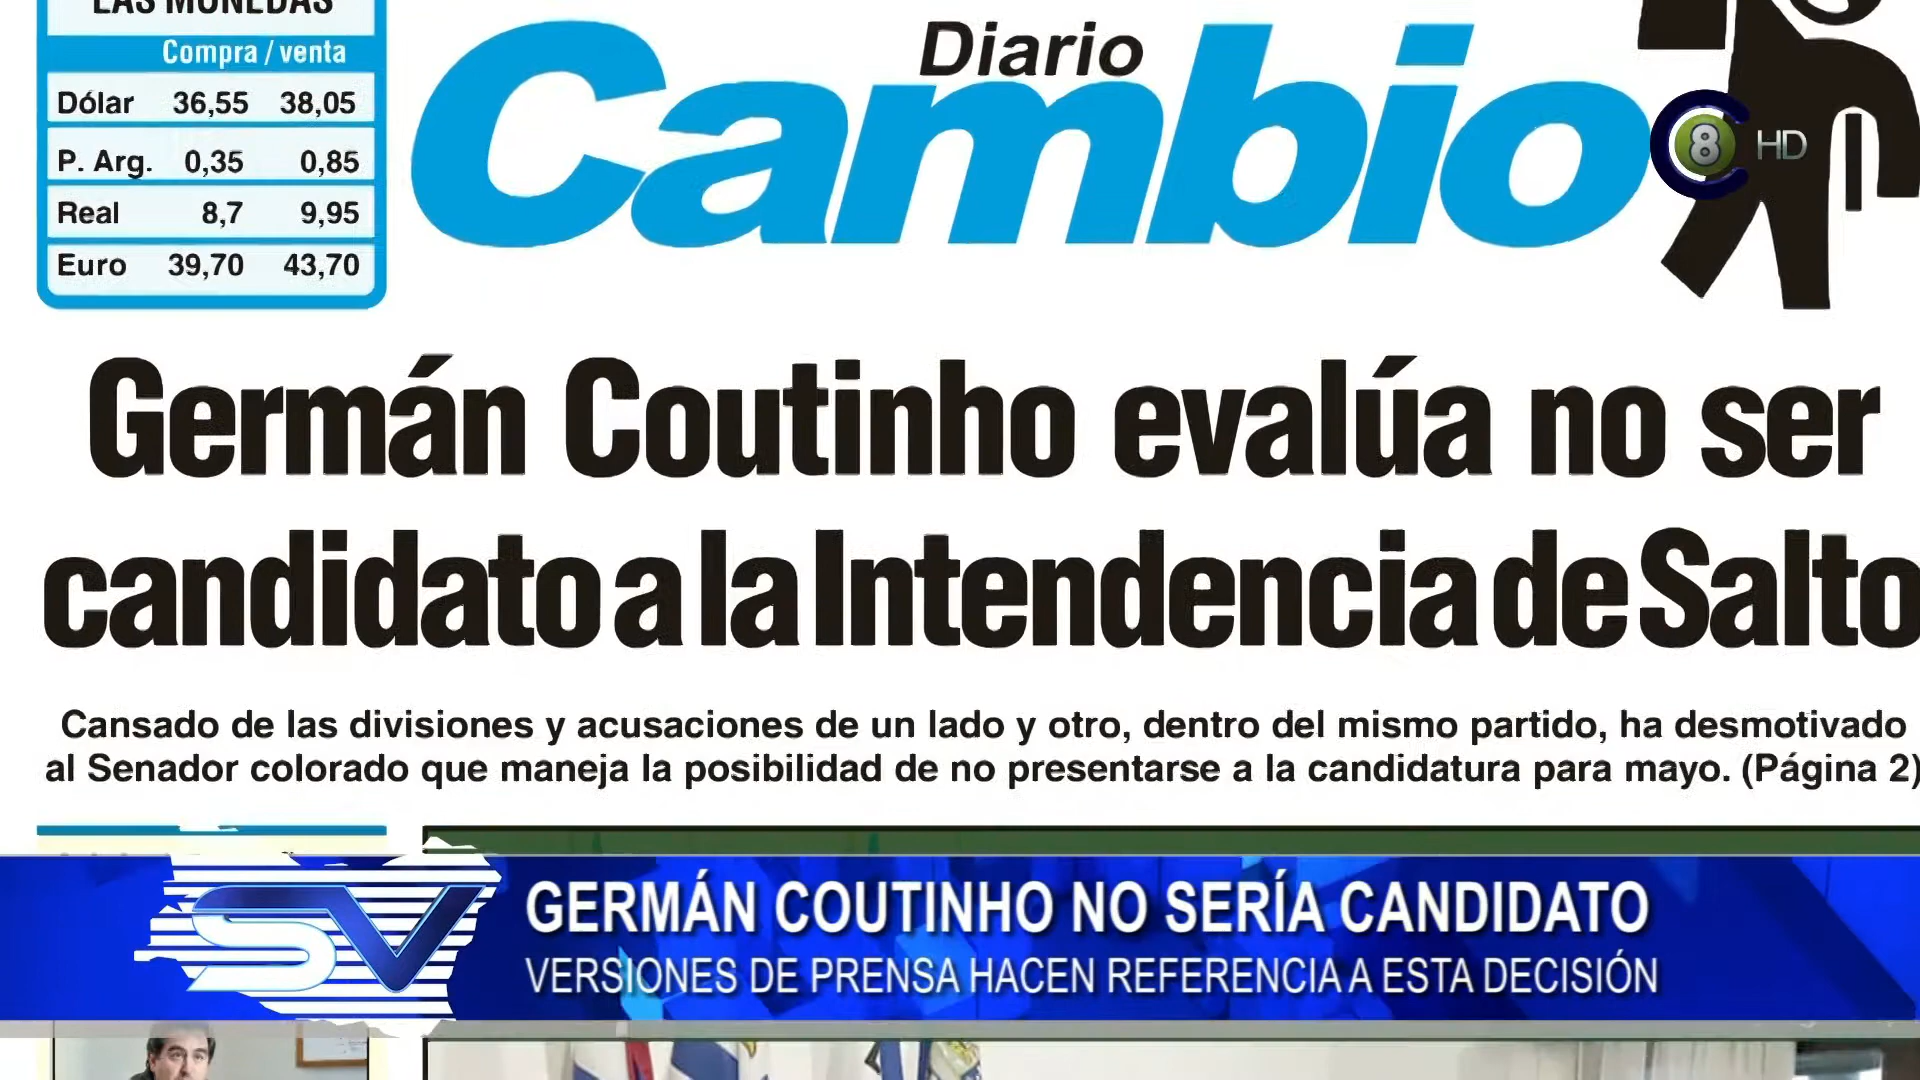 LAS MONEDAS
Compra / venta
Dólar 36,55 38,05
P. Arg. 0,35 0,85
Real 8,7 9,95
Euro 39,70 43,70
Diario
Cambio
8 HD
Germán Coutinho evalúa no ser
candidato a la Intendencia de Salto
Cansado de las divisiones y acusaciones de un lado y otro, dentro del mismo partido, ha desmotivado
al Senador colorado que maneja la posibilidad de no presentarse a la candidatura para mayo. (Página 2)
SV
GERMÁN COUTINHO NO SERÍA CANDIDATO
VERSIONES DE PRENSA HACEN REFERENCIA A ESTA DECISIÓN